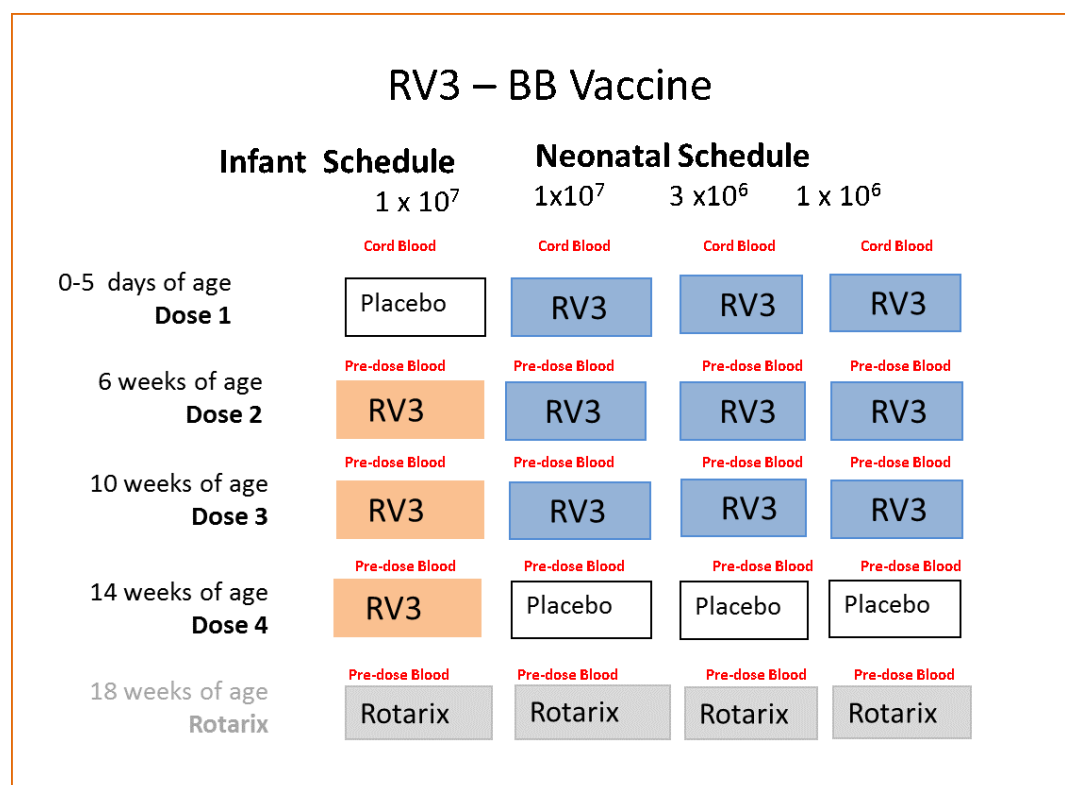 RV3 – BB Vaccine
Infant Schedule
Neonatal Schedule
1 x 10⁷
1x10⁷
3 x10⁶
1 x 10⁶
Cord Blood
Cord Blood
Cord Blood
Cord Blood
0-5 days of age
Dose 1
Placebo
RV3
RV3
RV3
Pre-dose Blood
Pre-dose Blood
Pre-dose Blood
Pre-dose Blood
6 weeks of age
Dose 2
RV3
RV3
RV3
RV3
Pre-dose Blood
Pre-dose Blood
Pre-dose Blood
Pre-dose Blood
10 weeks of age
Dose 3
RV3
RV3
RV3
RV3
Pre-dose Blood
Pre-dose Blood
Pre-dose Blood
Pre-dose Blood
14 weeks of age
Dose 4
RV3
Placebo
Placebo
Placebo
Pre-dose Blood
Pre-dose Blood
Pre-dose Blood
Pre-dose Blood
18 weeks of age
Rotarix
Rotarix
Rotarix
Rotarix
Rotarix